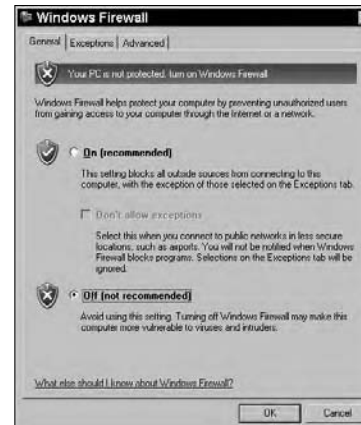 Windows Firewall
General Exceptions Advanced
Your PC is not protected, turn on Windows Firewall
Windows Firewall helps protect your computer by preventing unauthorized users
from gaining access to your computer through the Internet or a network.
On (recommended)
This setting blocks all outside sources from connecting to this
computer, with the exception of those selected on the Exceptions tab.
Don't allow exceptions
Select this when you connect to public networks in less secure
locations, such as airports. You will not be notified when Windows
Firewall blocks programs. Selections on the Exceptions tab will be
ignored.
Off (not recommended)
Avoid using this setting. Turning off Windows Firewall may make this
computer more vulnerable to viruses and intruders.
What else should I know about Windows Firewall?
OK Cancel